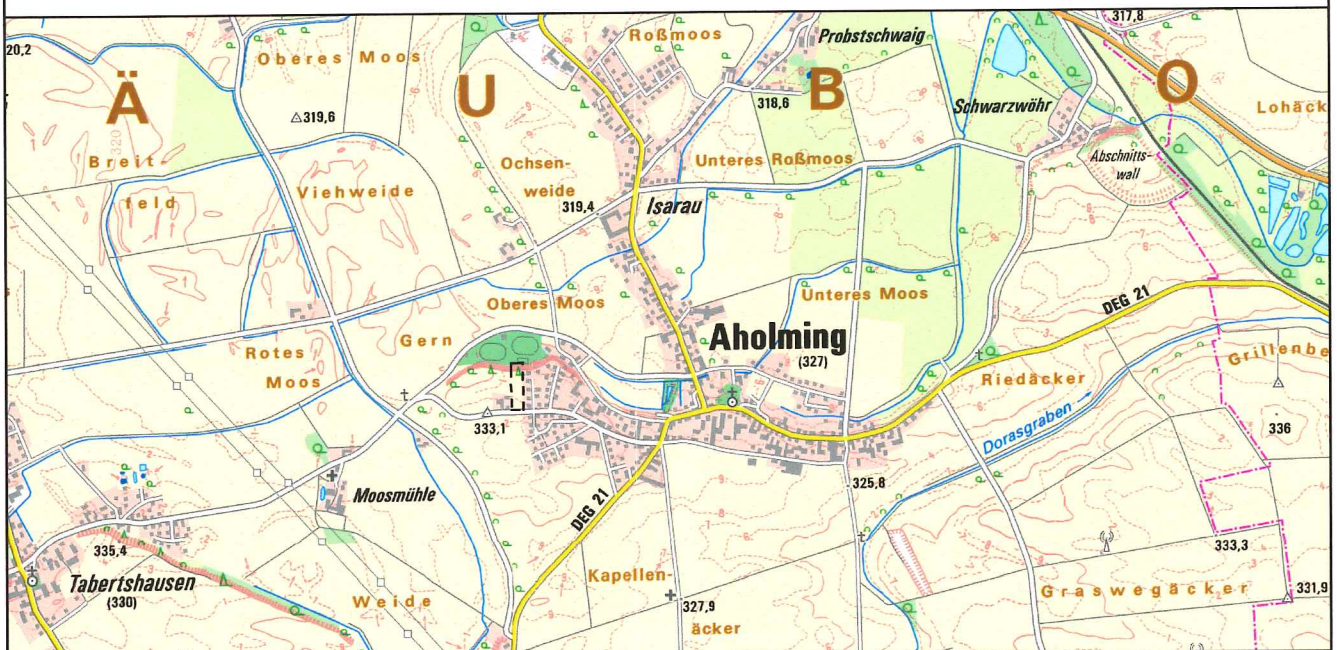 317,8
20,2
Oberes Moos
Roßmoos
Probstschwaig
Ä
U
B
O
318,6
Schwarzwöhr
Lohäck
319,6
320
Breit-
feld
Viehweide
Ochsen-
weide
319,4
Isarau
Unteres Roßmoos
Abschnitts-
wall
Oberes Moos
Unteres Moos
DEG 21
Aholming
(327)
Rotes
Moos
Gern
Riedäcker
Grillenbe
333,1
Dorasgraben
336
Moosmühle
DEG 21
325,8
335,4
333,3
Tabertshausen
(330)
Weide
Kapellen-
äcker
327,9
Graswegäcker
331,9